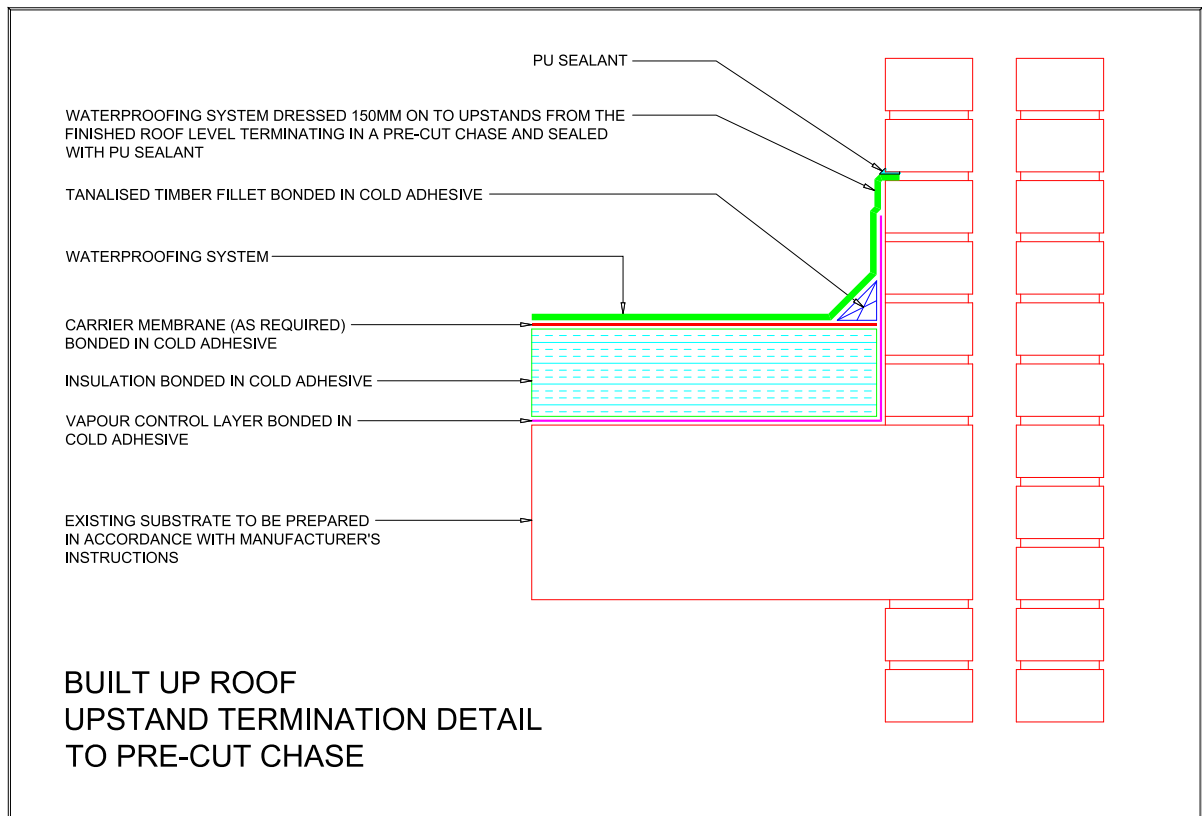 PU SEALANT
WATERPROOFING SYSTEM DRESSED 150MM ON TO UPSTANDS FROM THE
FINISHED ROOF LEVEL TERMINATING IN A PRE-CUT CHASE AND SEALED
WITH PU SEALANT
TANALISED TIMBER FILLET BONDED IN COLD ADHESIVE
WATERPROOFING SYSTEM
CARRIER MEMBRANE (AS REQUIRED)
BONDED IN COLD ADHESIVE
INSULATION BONDED IN COLD ADHESIVE
VAPOUR CONTROL LAYER BONDED IN
COLD ADHESIVE
EXISTING SUBSTRATE TO BE PREPARED
IN ACCORDANCE WITH MANUFACTURER'S
INSTRUCTIONS
BUILT UP ROOF
UPSTAND TERMINATION DETAIL
TO PRE-CUT CHASE